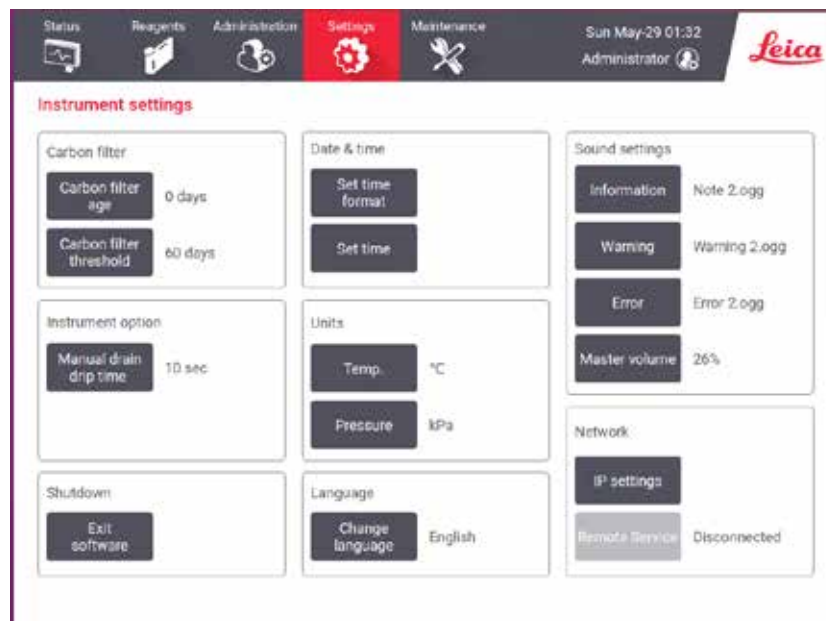 Status
Reagents
Administration
Settings
Maintenance
Sun May-29 01:32
Administrator
Leica
Instrument settings
Carbon filter
Carbon filter
age
0 days
Carbon filter
threshold
60 days
Date & time
Set time
format
Set time
Sound settings
Information
Note 2.ogg
Warning
Warning 2.ogg
Error
Error 2.ogg
Master volume
26%
Instrument option
Manual drain
drip time
10 sec
Units
Temp.
°C
Pressure
kPa
Network
IP settings
Remote Service
Disconnected
Shutdown
Exit
software
Language
Change
language
English